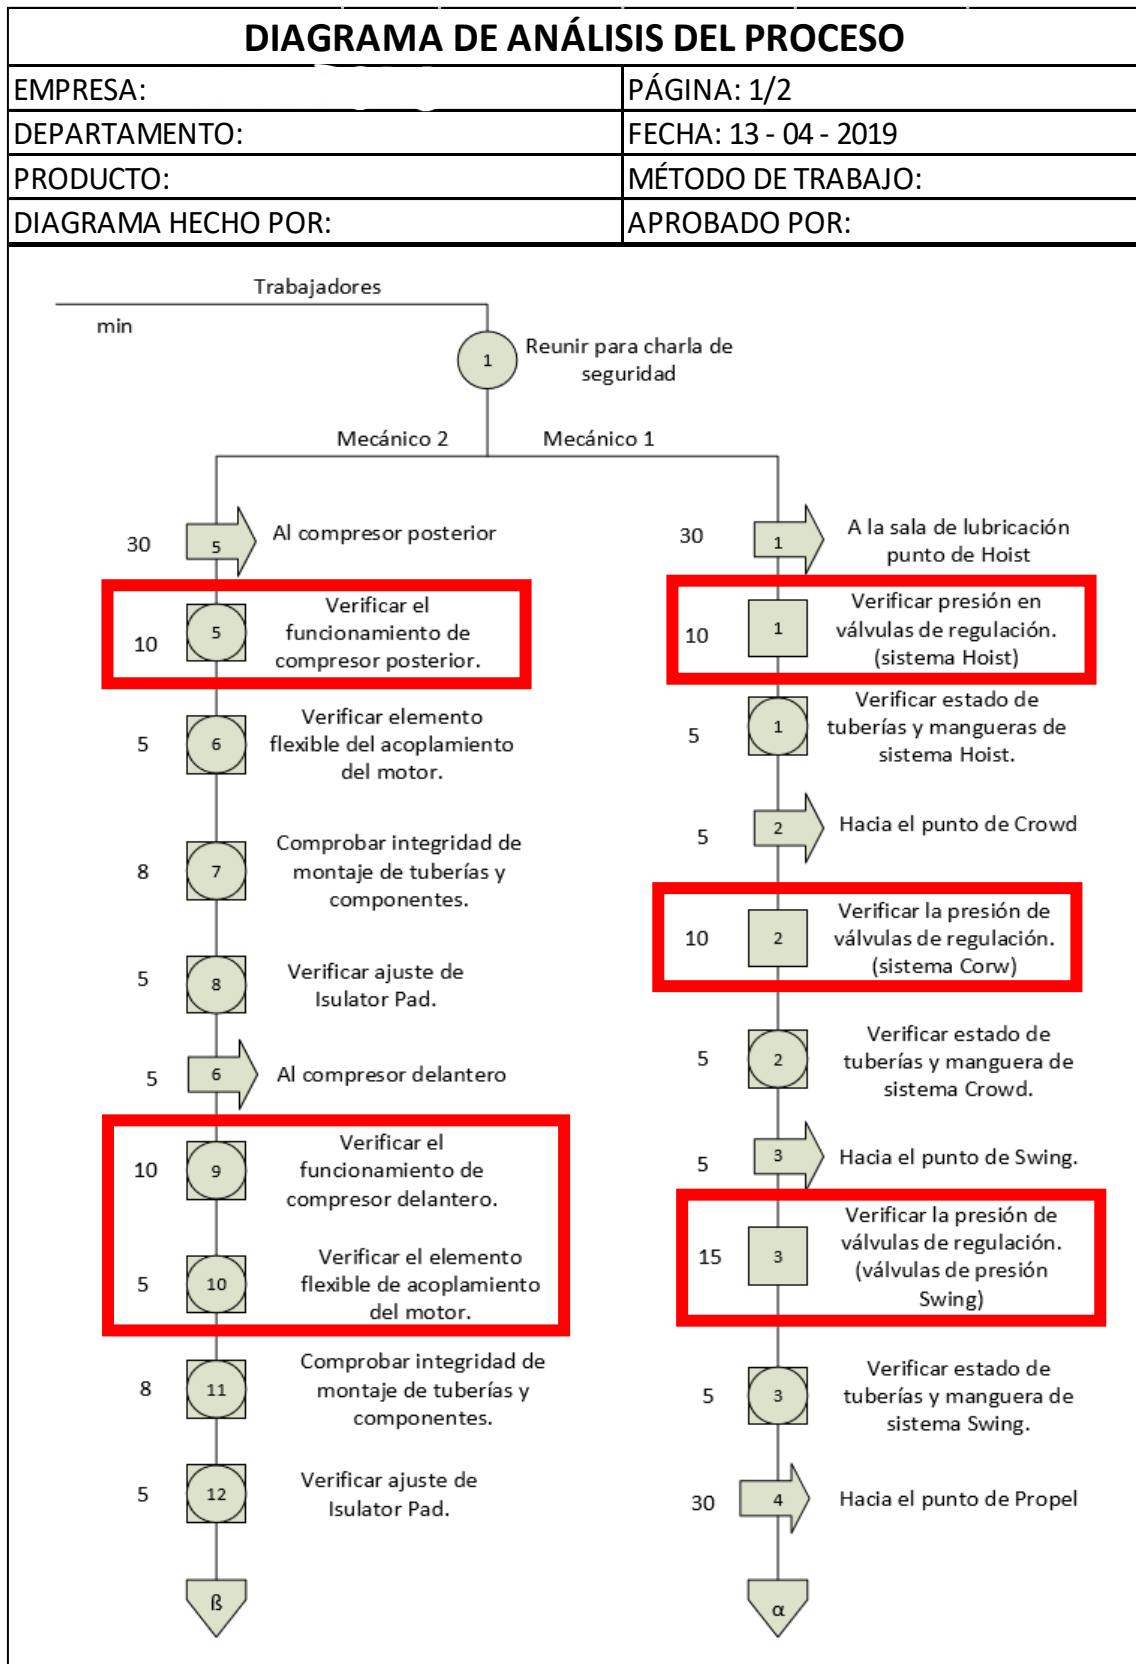 DIAGRAMA DE ANÁLISIS DEL PROCESO
EMPRESA:
PÁGINA: 1/2
DEPARTAMENTO:
FECHA: 13 - 04 - 2019
PRODUCTO:
MÉTODO DE TRABAJO:
DIAGRAMA HECHO POR:
APROBADO POR:
Trabajadores
min
1
Reunir para charla de
seguridad
Mecánico 2
Mecánico 1
30
5
Al compresor posterior
10
5
Verificar el
funcionamiento de
compresor posterior.
5
6
Verificar elemento
flexible del acoplamiento
del motor.
8
7
Comprobar integridad de
montaje de tuberías y
componentes.
5
8
Verificar ajuste de
Isulator Pad.
5
6
Al compresor delantero
10
9
Verificar el
funcionamiento de
compresor delantero.
5
10
Verificar el elemento
flexible de acoplamiento
del motor.
8
11
Comprobar integridad de
montaje de tuberías y
componentes.
5
12
Verificar ajuste de
Isulator Pad.
ß
30
1
A la sala de lubricación
punto de Hoist
10
1
Verificar presión en
válvulas de regulación.
(sistema Hoist)
5
1
Verificar estado de
tuberías y mangueras de
sistema Hoist.
5
2
Hacia el punto de Crowd
10
2
Verificar la presión de
válvulas de regulación.
(sistema Corw)
5
2
Verificar estado de
tuberías y manguera de
sistema Crowd.
5
3
Hacia el punto de Swing.
15
3
Verificar la presión de
válvulas de regulación.
(válvulas de presión
Swing)
5
3
Verificar estado de
tuberías y manguera de
sistema Swing.
30
4
Hacia el punto de Propel
α